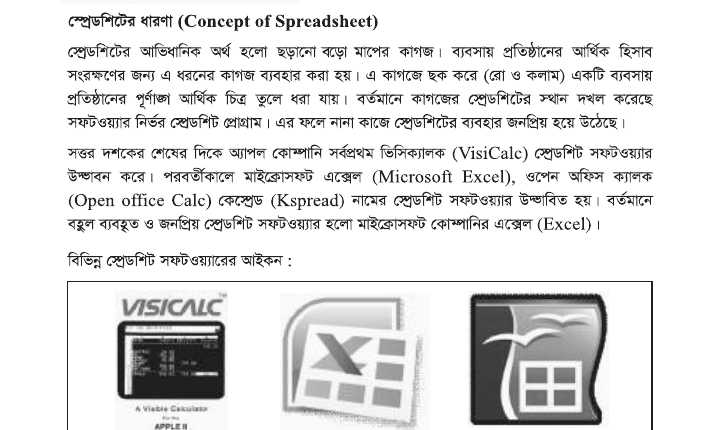 স্প্রেডশিটের ধারণা (Concept of Spreadsheet)
স্প্রেডশিটের আভিধানিক অর্থ হলো ছড়ানো বড়ো মাপের কাগজ। ব্যবসায় প্রতিষ্ঠানের আর্থিক হিসাব
সংরক্ষণের জন্য এ ধরনের কাগজ ব্যবহার করা হয়। এ কাগজে ছক করে (রো ও কলাম) একটি ব্যবসায়
প্রতিষ্ঠানের পূর্ণাঙ্গ আর্থিক চিত্র তুলে ধরা যায়। বর্তমানে কাগজের স্প্রেডশিটের স্থান দখল করেছে
সফটওয়্যার নির্ভর স্প্রেডশিট প্রোগ্রাম। এর ফলে নানা কাজে স্প্রেডশিটের ব্যবহার জনপ্রিয় হয়ে উঠেছে।
সত্তর দশকের শেষের দিকে অ্যাপল কোম্পানি সর্বপ্রথম ভিসিক্যালক (VisiCalc) স্প্রেডশিট সফটওয়্যার
উদ্ভাবন করে। পরবর্তীকালে মাইক্রোসফট এক্সেল (Microsoft Excel), ওপেন অফিস ক্যালক
(Open office Calc) কেস্প্রেড (Kspread) নামের স্প্রেডশিট সফটওয়্যার উদ্ভাবিত হয়। বর্তমানে
বহুল ব্যবহৃত ও জনপ্রিয় স্প্রেডশিট সফটওয়্যার হলো মাইক্রোসফট কোম্পানির এক্সেল (Excel)।
বিভিন্ন স্প্রেডশিট সফটওয়্যারের আইকন :
VISICALC™
A Visible Calculator
For the
APPLE II